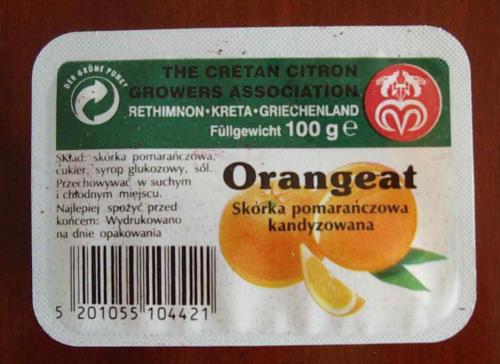 DER GRÜNE PUNKT
THE CRETAN CITRON
GROWERS ASSOCIATION
RETHIMNON·KRETA·GRIECHENLAND
Füllgewicht 100 g e
Skład: skórka pomarańczowa,
cukier, syrop glukozowy, sól.
Przechowywać w suchym
i chłodnym miejscu.
Najlepiej spożyć przed
końcem: Wydrukowano
na dnie opakowania
Orangeat
Skórka pomarańczowa
kandyzowana
5 201055 104421